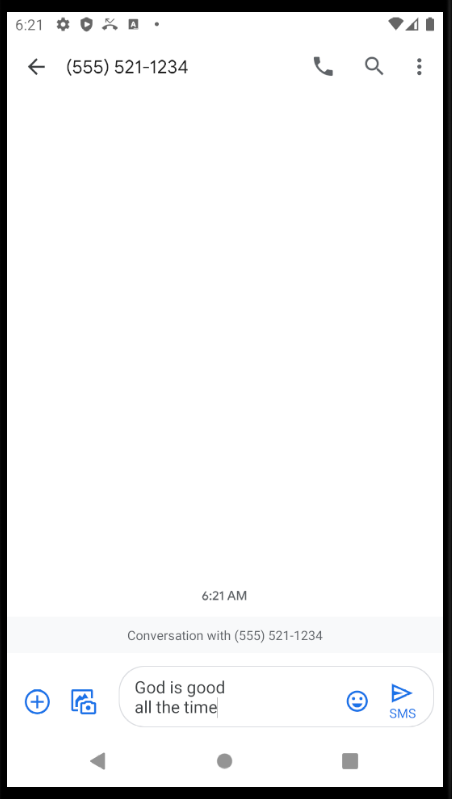 6:21
(555) 521-1234
6:21 AM
Conversation with (555) 521-1234
God is good
all the time
SMS